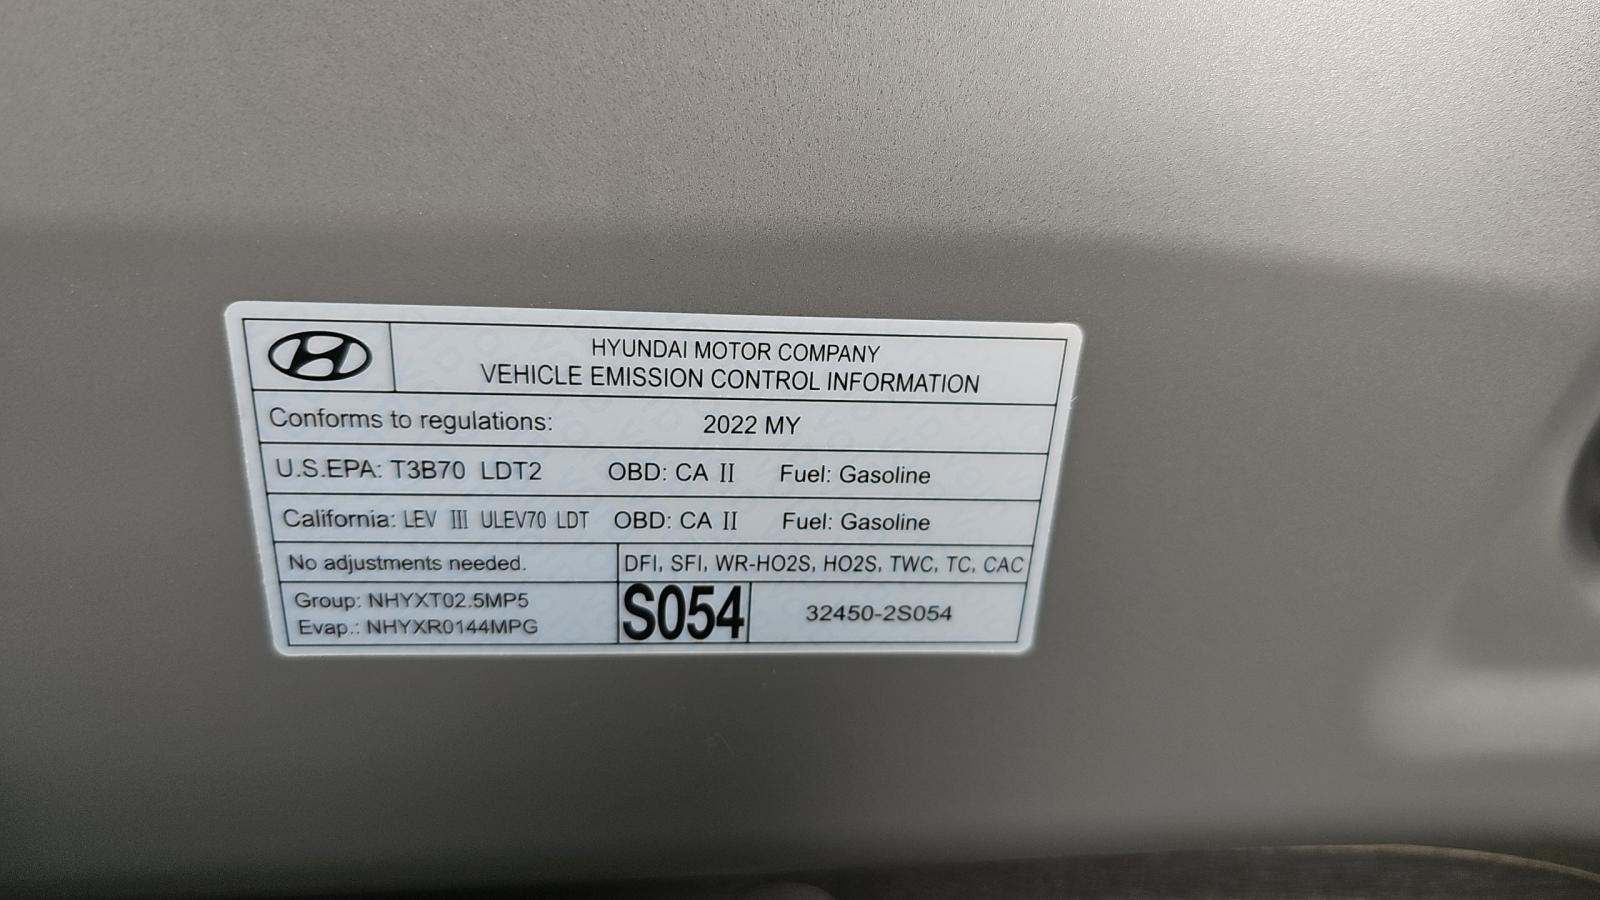 HYUNDAI MOTOR COMPANY
VEHICLE EMISSION CONTROL INFORMATION
Conforms to regulations: 2022 MY
U.S.EPA: T3B70 LDT2 OBD: CA II Fuel: Gasoline
California: LEV III ULEV70 LDT OBD: CA II Fuel: Gasoline
No adjustments needed. DFI, SFI, WR-HO2S, HO2S, TWC, TC, CAC
Group: NHYXT02.5MP5
Evap.: NHYXR0144MPG
S054 32450-2S054